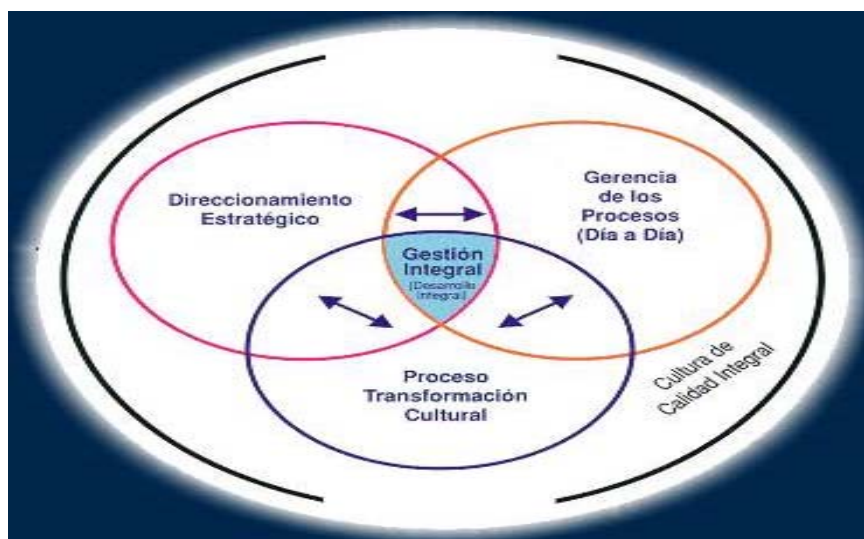 Direccionamiento
Estratégico
Gerencia
de los
Procesos
(Día a Día)
Gestión
Integral
(Desarrollo
Integral)
Proceso
Transformación
Cultural
Cultura de
Calidad Integral